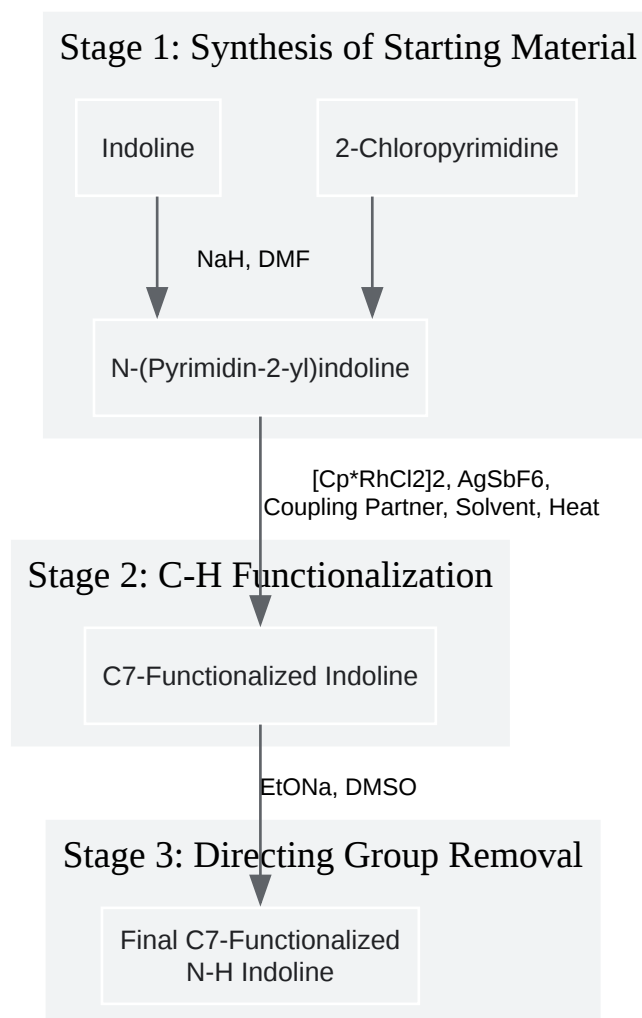 Stage 1: Synthesis of Starting Material
Indoline
2-Chloropyrimidine
NaH, DMF
N-(Pyrimidin-2-yl)indoline
[Cp*RhCl2]2, AgSbF6,
Coupling Partner, Solvent, Heat
Stage 2: C-H Functionalization
C7-Functionalized Indoline
EtONa, DMSO
Stage 3: Directing Group Removal
Final C7-Functionalized
N-H Indoline